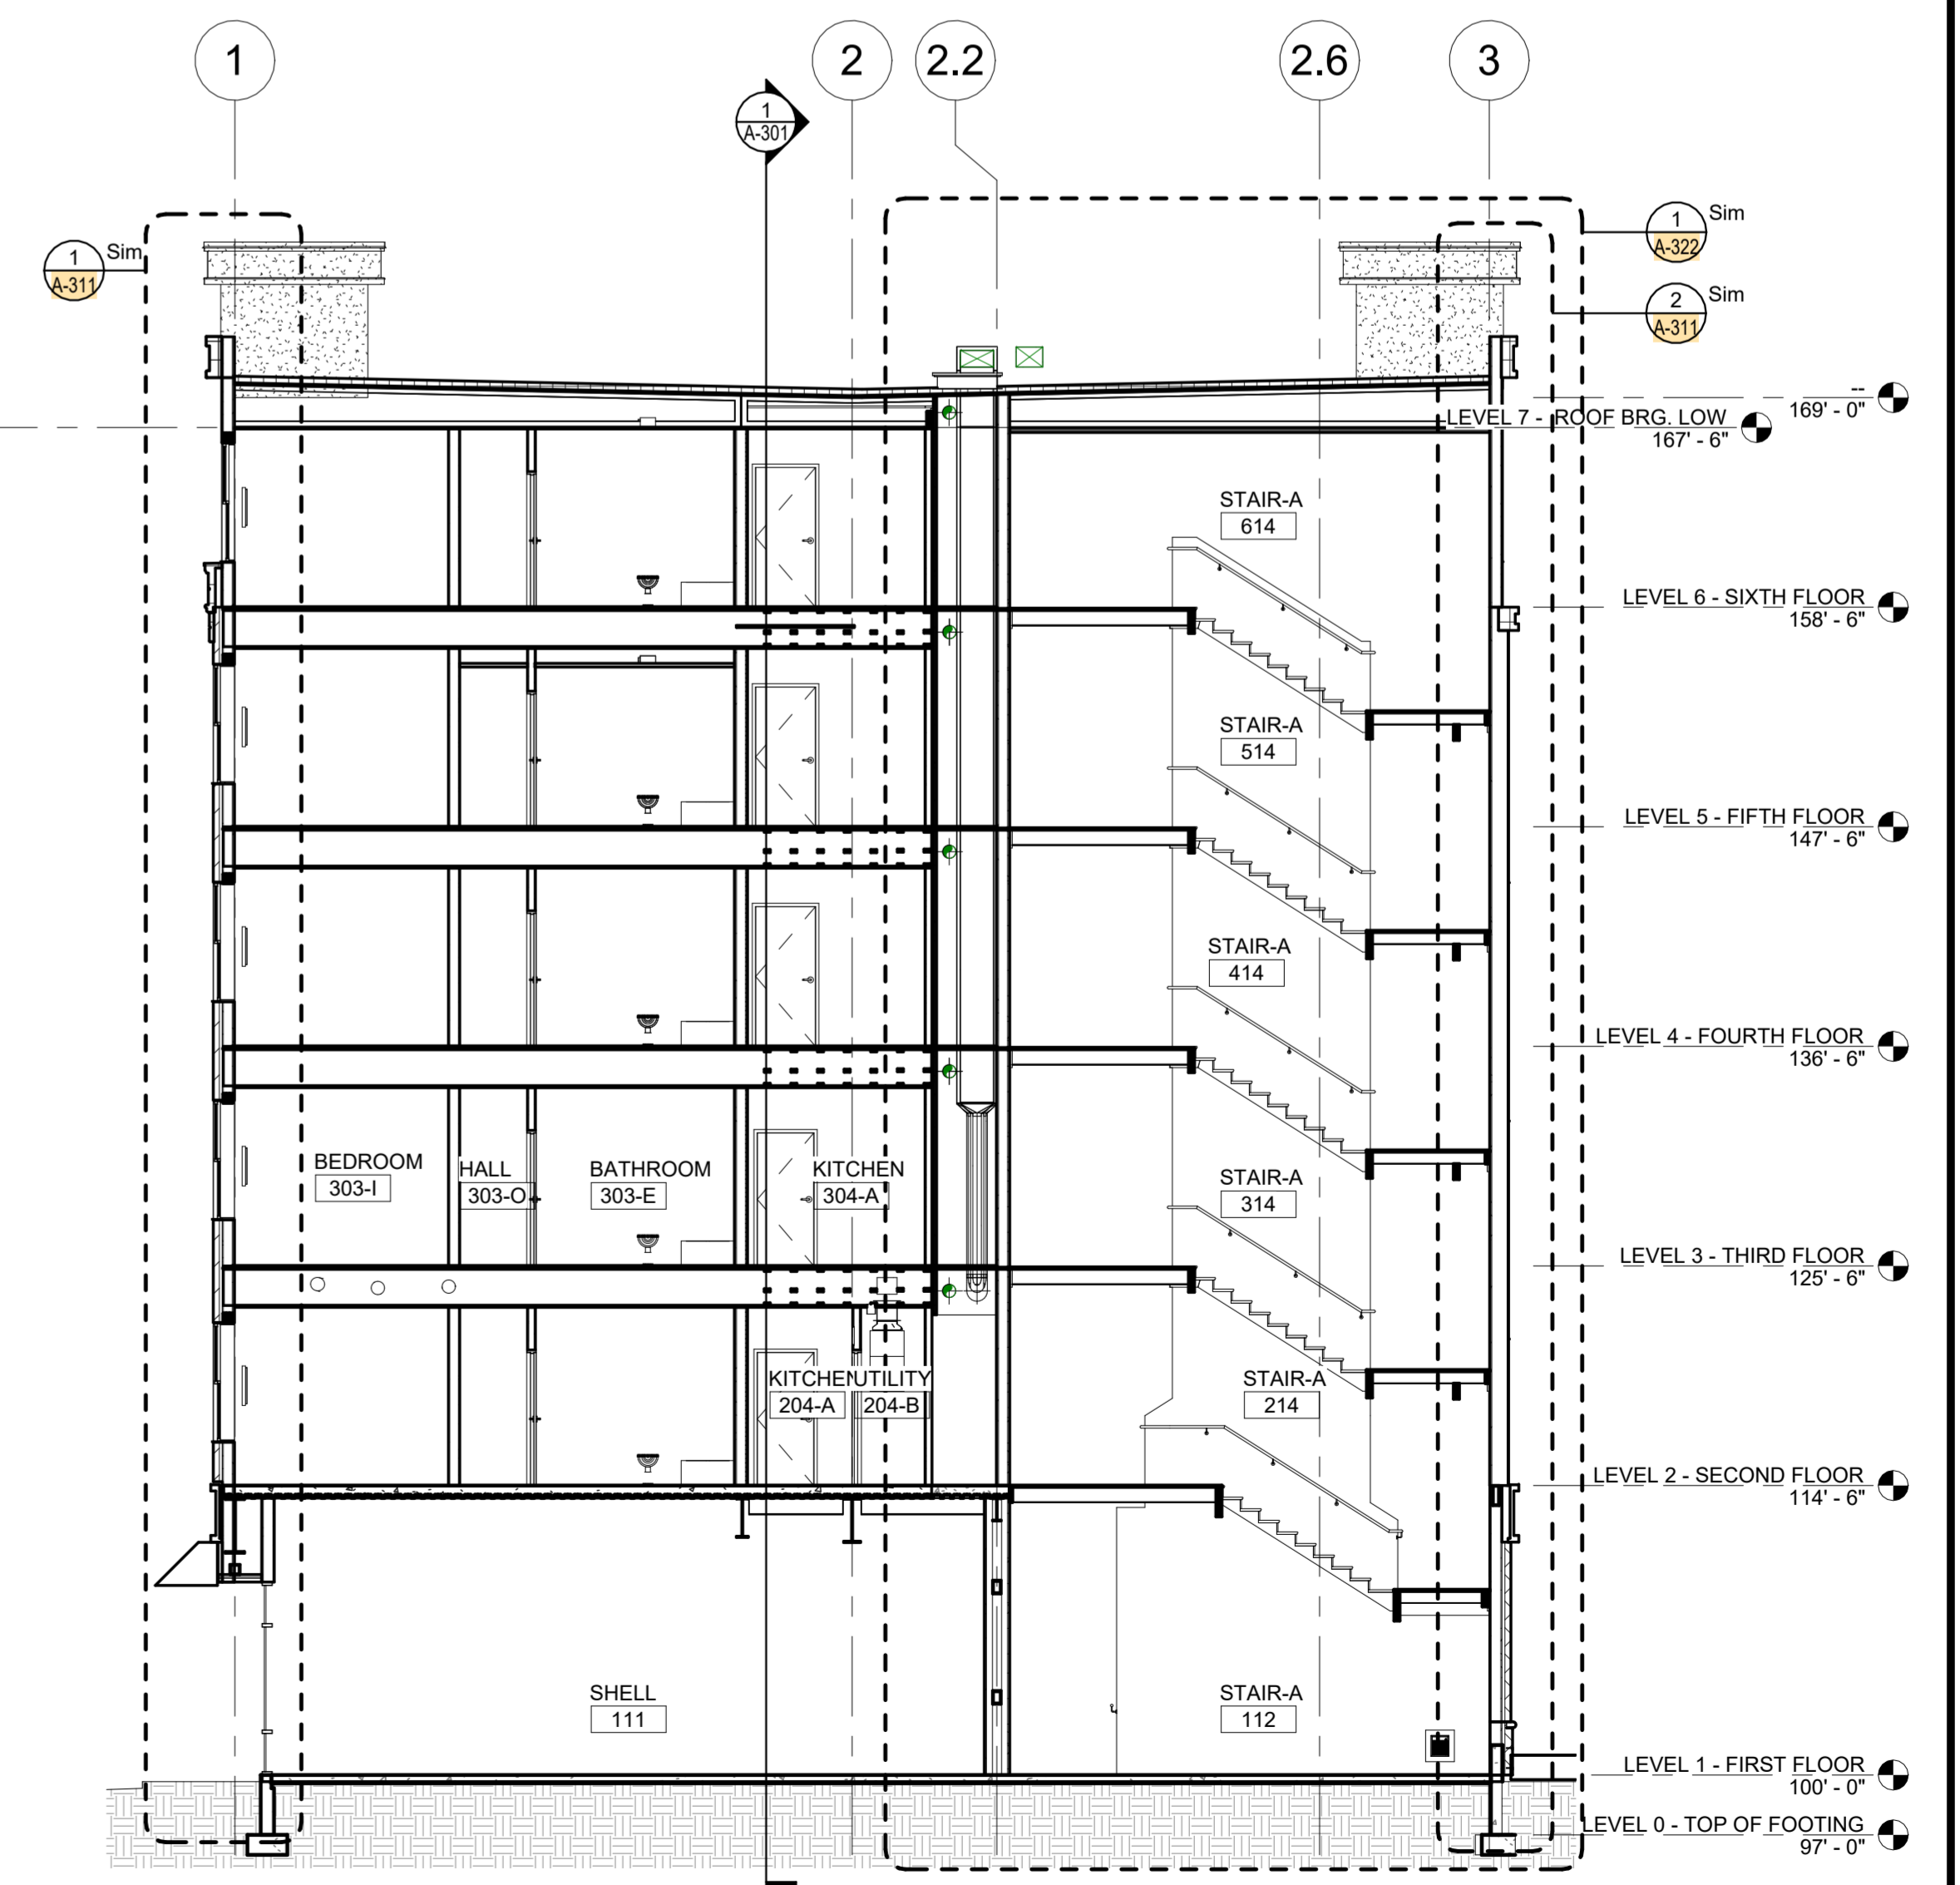 1
2
2.2
2.6
3
1
A-301
1
A-311
Sim
1
A-322
Sim
2
A-311
Sim
--
169' - 0"
LEVEL 7 - ROOF BRG. LOW
167' - 6"
STAIR-A
614
LEVEL 6 - SIXTH FLOOR
158' - 6"
STAIR-A
514
LEVEL 5 - FIFTH FLOOR
147' - 6"
STAIR-A
414
LEVEL 4 - FOURTH FLOOR
136' - 6"
BEDROOM
303-I
HALL
303-O
BATHROOM
303-E
KITCHEN
304-A
STAIR-A
314
LEVEL 3 - THIRD FLOOR
125' - 6"
KITCHEN
204-A
UTILITY
204-B
STAIR-A
214
LEVEL 2 - SECOND FLOOR
114' - 6"
SHELL
111
STAIR-A
112
LEVEL 1 - FIRST FLOOR
100' - 0"
LEVEL 0 - TOP OF FOOTING
97' - 0"